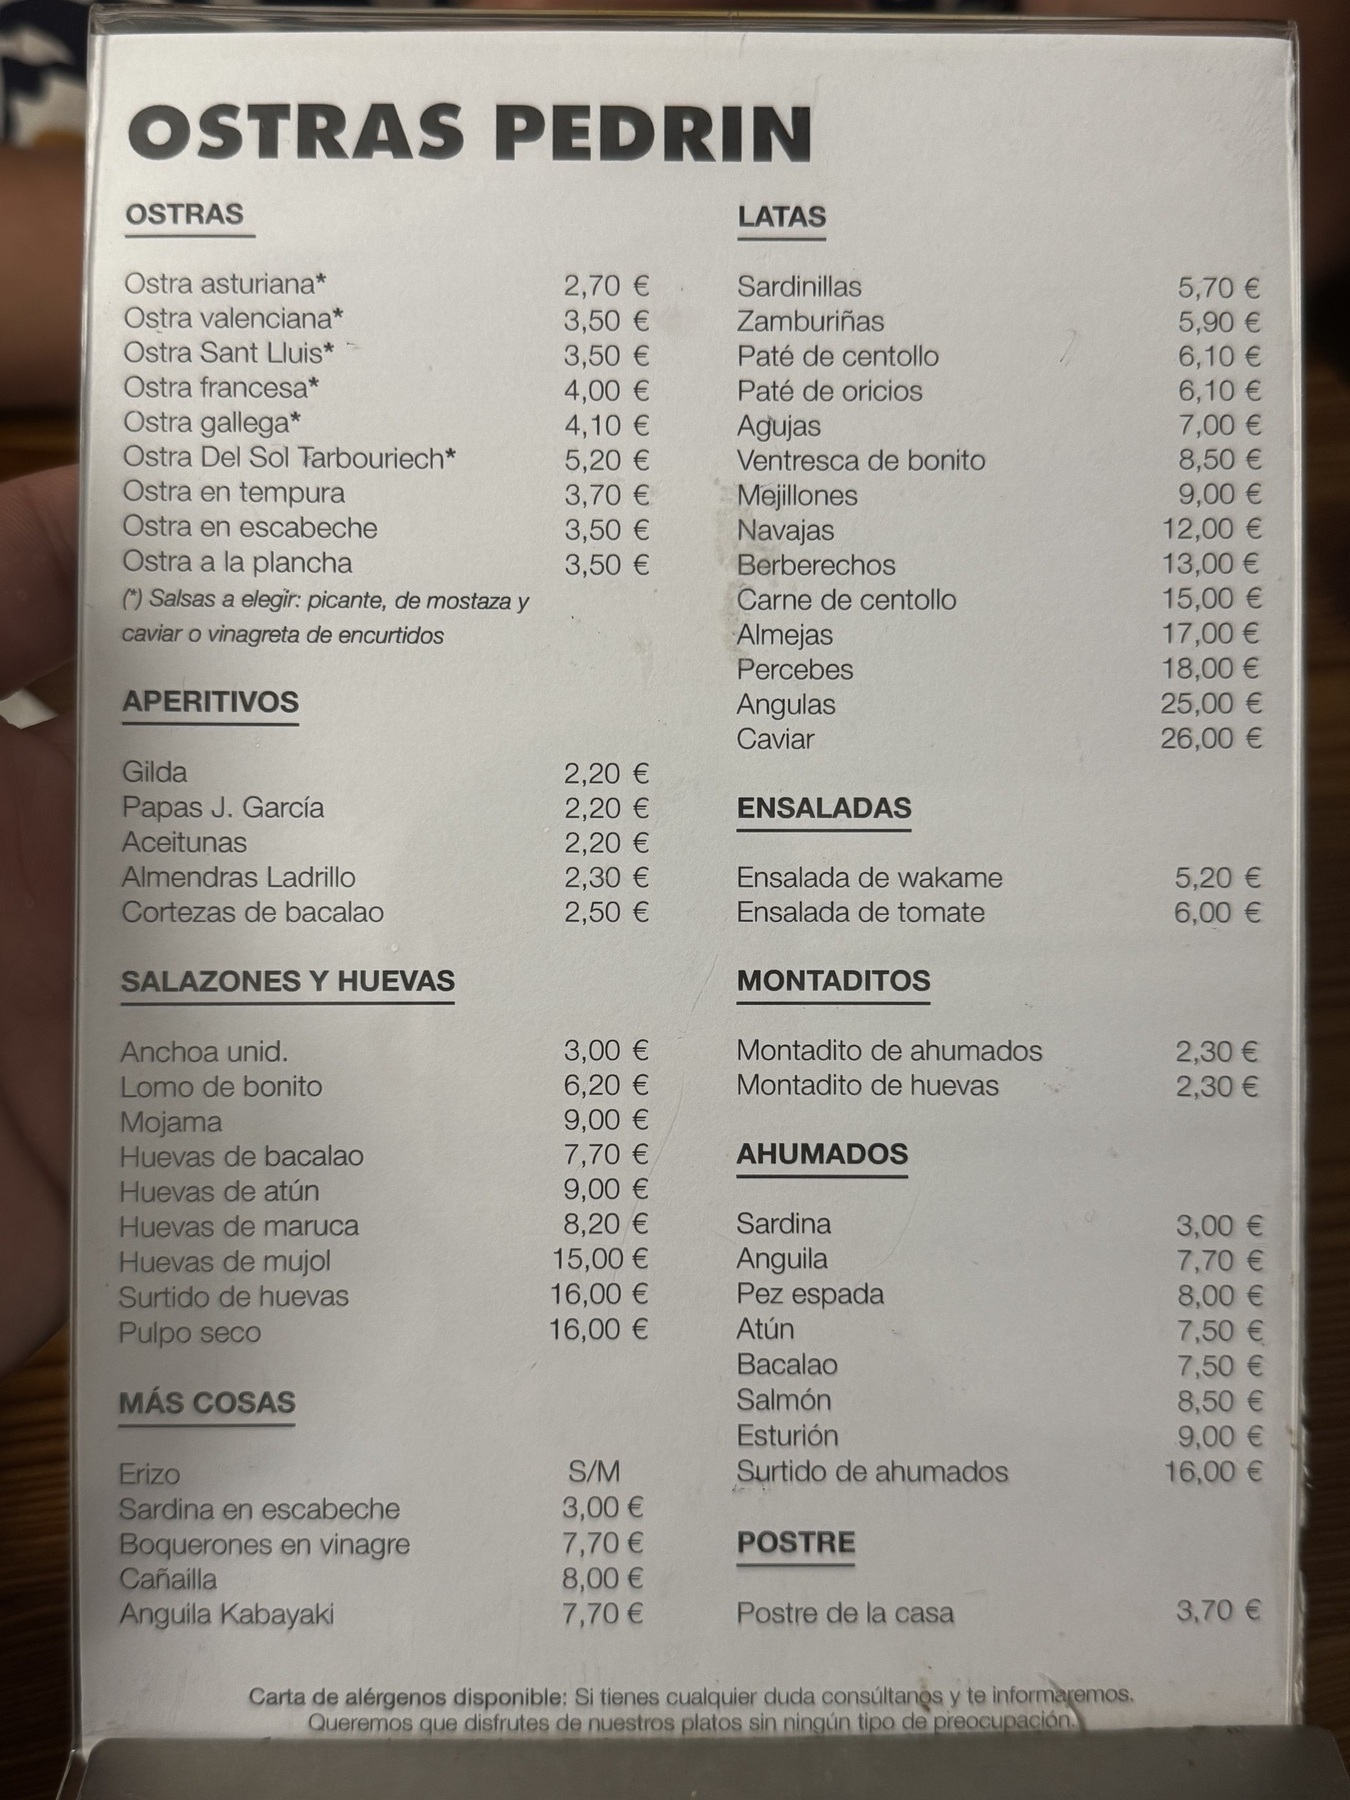 OSTRAS PEDRIN
OSTRAS
Ostra asturiana* 2,70 €
Ostra valenciana* 3,50 €
Ostra Sant Lluis* 3,50 €
Ostra francesa* 4,00 €
Ostra gallega* 4,10 €
Ostra Del Sol Tarbouriech* 5,20 €
Ostra en tempura 3,70 €
Ostra en escabeche 3,50 €
Ostra a la plancha 3,50 €
(*) Salsas a elegir: picante, de mostaza y
caviar o vinagreta de encurtidos
APERITIVOS
Gilda 2,20 €
Papas J. García 2,20 €
Aceitunas 2,20 €
Almendras Ladrillo 2,30 €
Cortezas de bacalao 2,50 €
SALAZONES Y HUEVAS
Anchoa unid. 3,00 €
Lomo de bonito 6,20 €
Mojama 9,00 €
Huevas de bacalao 7,70 €
Huevas de atún 9,00 €
Huevas de maruca 8,20 €
Huevas de mujol 15,00 €
Surtido de huevas 16,00 €
Pulpo seco 16,00 €
MÁS COSAS
Erizo S/M
Sardina en escabeche 3,00 €
Boquerones en vinagre 7,70 €
Cañailla 8,00 €
Anguila Kabayaki 7,70 €
LATAS
Sardinillas 5,70 €
Zamburiñas 5,90 €
Paté de centollo 6,10 €
Paté de oricios 6,10 €
Agujas 7,00 €
Ventresca de bonito 8,50 €
Mejillones 9,00 €
Navajas 12,00 €
Berberechos 13,00 €
Carne de centollo 15,00 €
Almejas 17,00 €
Percebes 18,00 €
Angulas 25,00 €
Caviar 26,00 €
ENSALADAS
Ensalada de wakame 5,20 €
Ensalada de tomate 6,00 €
MONTADITOS
Montadito de ahumados 2,30 €
Montadito de huevas 2,30 €
AHUMADOS
Sardina 3,00 €
Anguila 7,70 €
Pez espada 8,00 €
Atún 7,50 €
Bacalao 7,50 €
Salmón 8,50 €
Esturión 9,00 €
Surtido de ahumados 16,00 €
POSTRE
Postre de la casa 3,70 €
Carta de alérgenos disponible: Si tienes cualquier duda consúltanos y te informaremos.
Queremos que disfrutes de nuestros platos sin ningún tipo de preocupación.